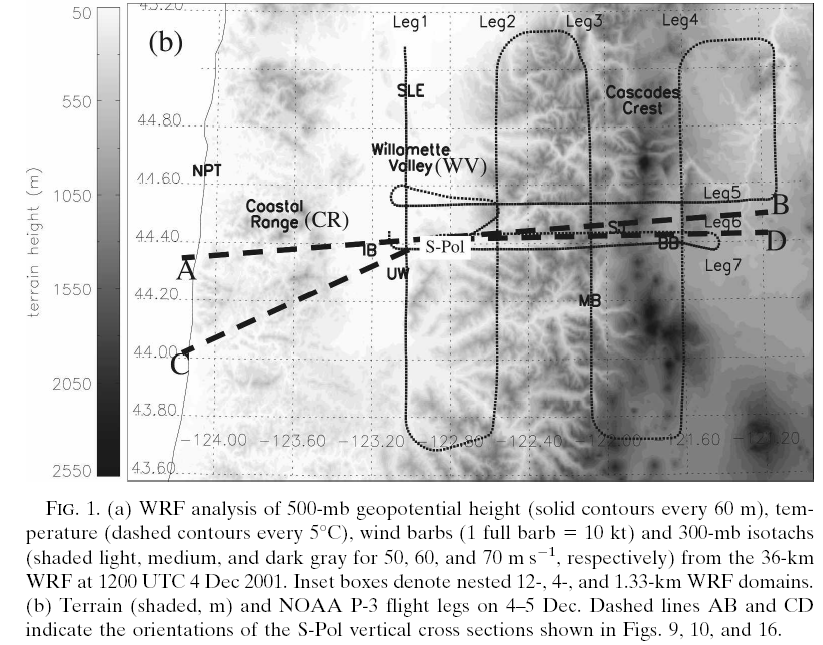 50
550
1050
1550
2050
2550
terrain height (m)
(b)
Leg1
Leg2
Leg3
Leg4
43.20
44.80
41.60
44.40
44.20
44.00
43.80
43.60
SLE
Cascades
Crest
NPT
Willamette
Valley (WV)
Coastal
Range (CR)
Leg5
B
Leg6
S-Pol
BB
D
IB
Leg7
A
UW
MB
C
-124.00
-123.60
-123.20
-122.80
-122.40
FIG. 1. (a) WRF analysis of 500-mb geopotential height (solid contours every 60 m), tem-
perature (dashed contours every 5°C), wind barbs (1 full barb = 10 kt) and 300-mb isotachs
(shaded light, medium, and dark gray for 50, 60, and 70 m s⁻¹, respectively) from the 36-km
WRF at 1200 UTC 4 Dec 2001. Inset boxes denote nested 12-, 4-, and 1.33-km WRF domains.
(b) Terrain (shaded, m) and NOAA P-3 flight legs on 4–5 Dec. Dashed lines AB and CD
indicate the orientations of the S-Pol vertical cross sections shown in Figs. 9, 10, and 16.